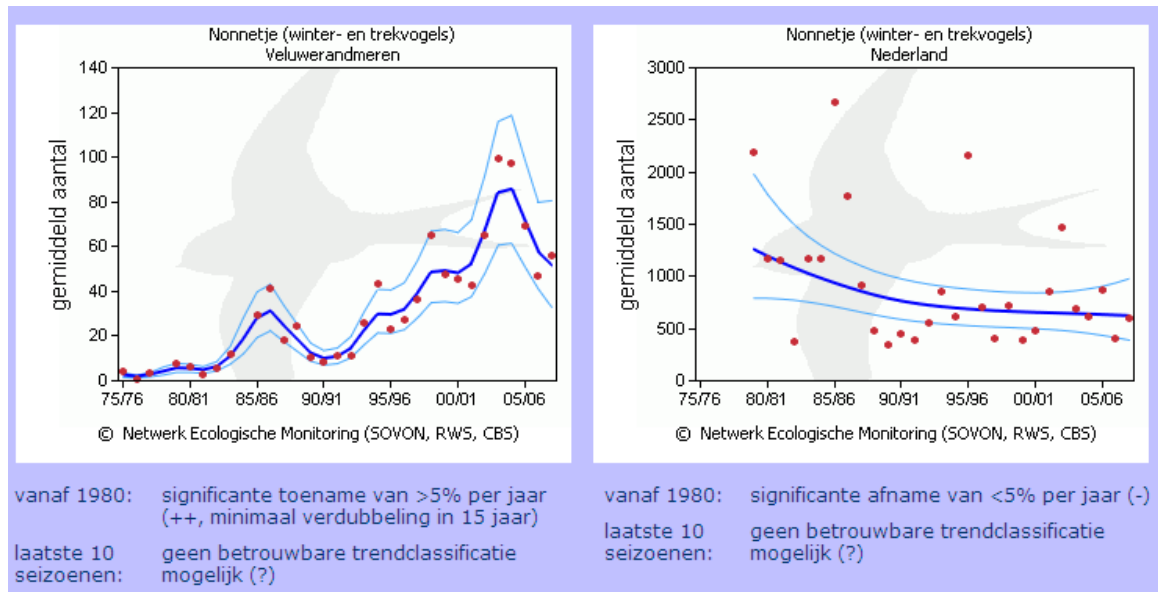 Nonnetje (winter- en trekvogels)
Veluwerandmeren
gemiddeld aantal
140
120
100
80
60
40
20
0
75/76 80/81 85/86 90/91 95/96 00/01 05/06
© Netwerk Ecologische Monitoring (SOVON, RWS, CBS)
vanaf 1980: significante toename van >5% per jaar
(++, minimaal verdubbeling in 15 jaar)
laatste 10 geen betrouwbare trendclassificatie
seizoenen: mogelijk (?)
Nonnetje (winter- en trekvogels)
Nederland
gemiddeld aantal
3000
2500
2000
1500
1000
500
0
75/76 80/81 85/86 90/91 95/96 00/01 05/06
© Netwerk Ecologische Monitoring (SOVON, RWS, CBS)
vanaf 1980: significante afname van <5% per jaar (-)
laatste 10 geen betrouwbare trendclassificatie
seizoenen: mogelijk (?)